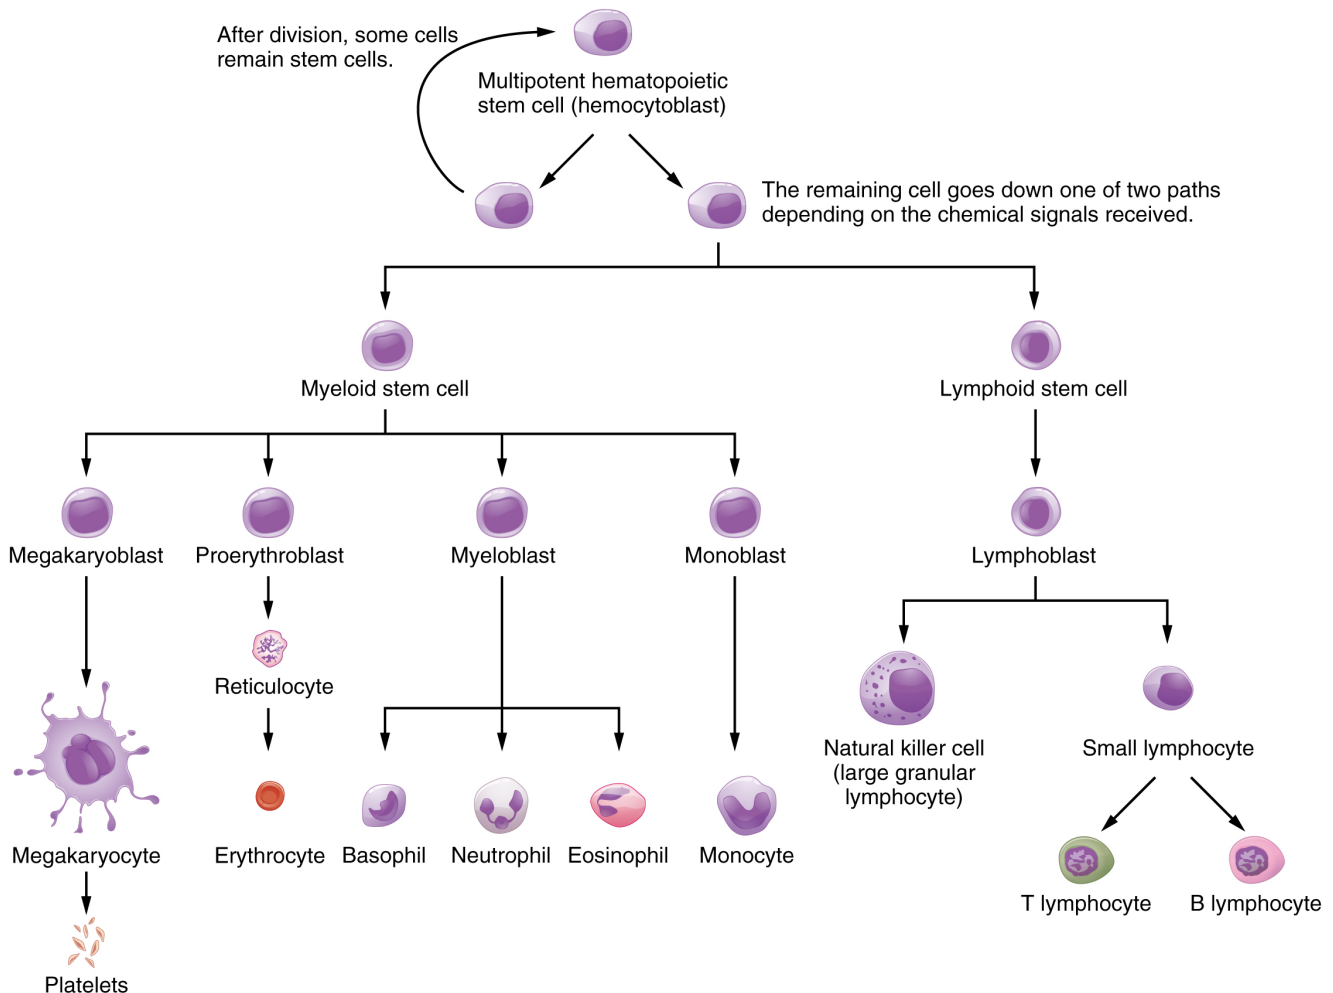 After division, some cells
remain stem cells.
Multipotent hematopoietic
stem cell (hemocytoblast)
The remaining cell goes down one of two paths
depending on the chemical signals received.
Myeloid stem cell
Lymphoid stem cell
Megakaryoblast
Proerythroblast
Myeloblast
Monoblast
Lymphoblast
Reticulocyte
Natural killer cell
(large granular
lymphocyte)
Small lymphocyte
Megakaryocyte
Erythrocyte
Basophil
Neutrophil
Eosinophil
Monocyte
T lymphocyte
B lymphocyte
Platelets